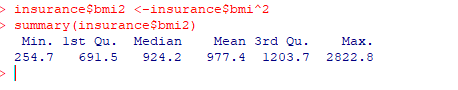 > insurance$bmi2 <-insurance$bmi^2
> summary(insurance$bmi2)
   Min. 1st Qu.  Median    Mean 3rd Qu.    Max.
  254.7   691.5   924.2   977.4  1203.7  2822.8
>